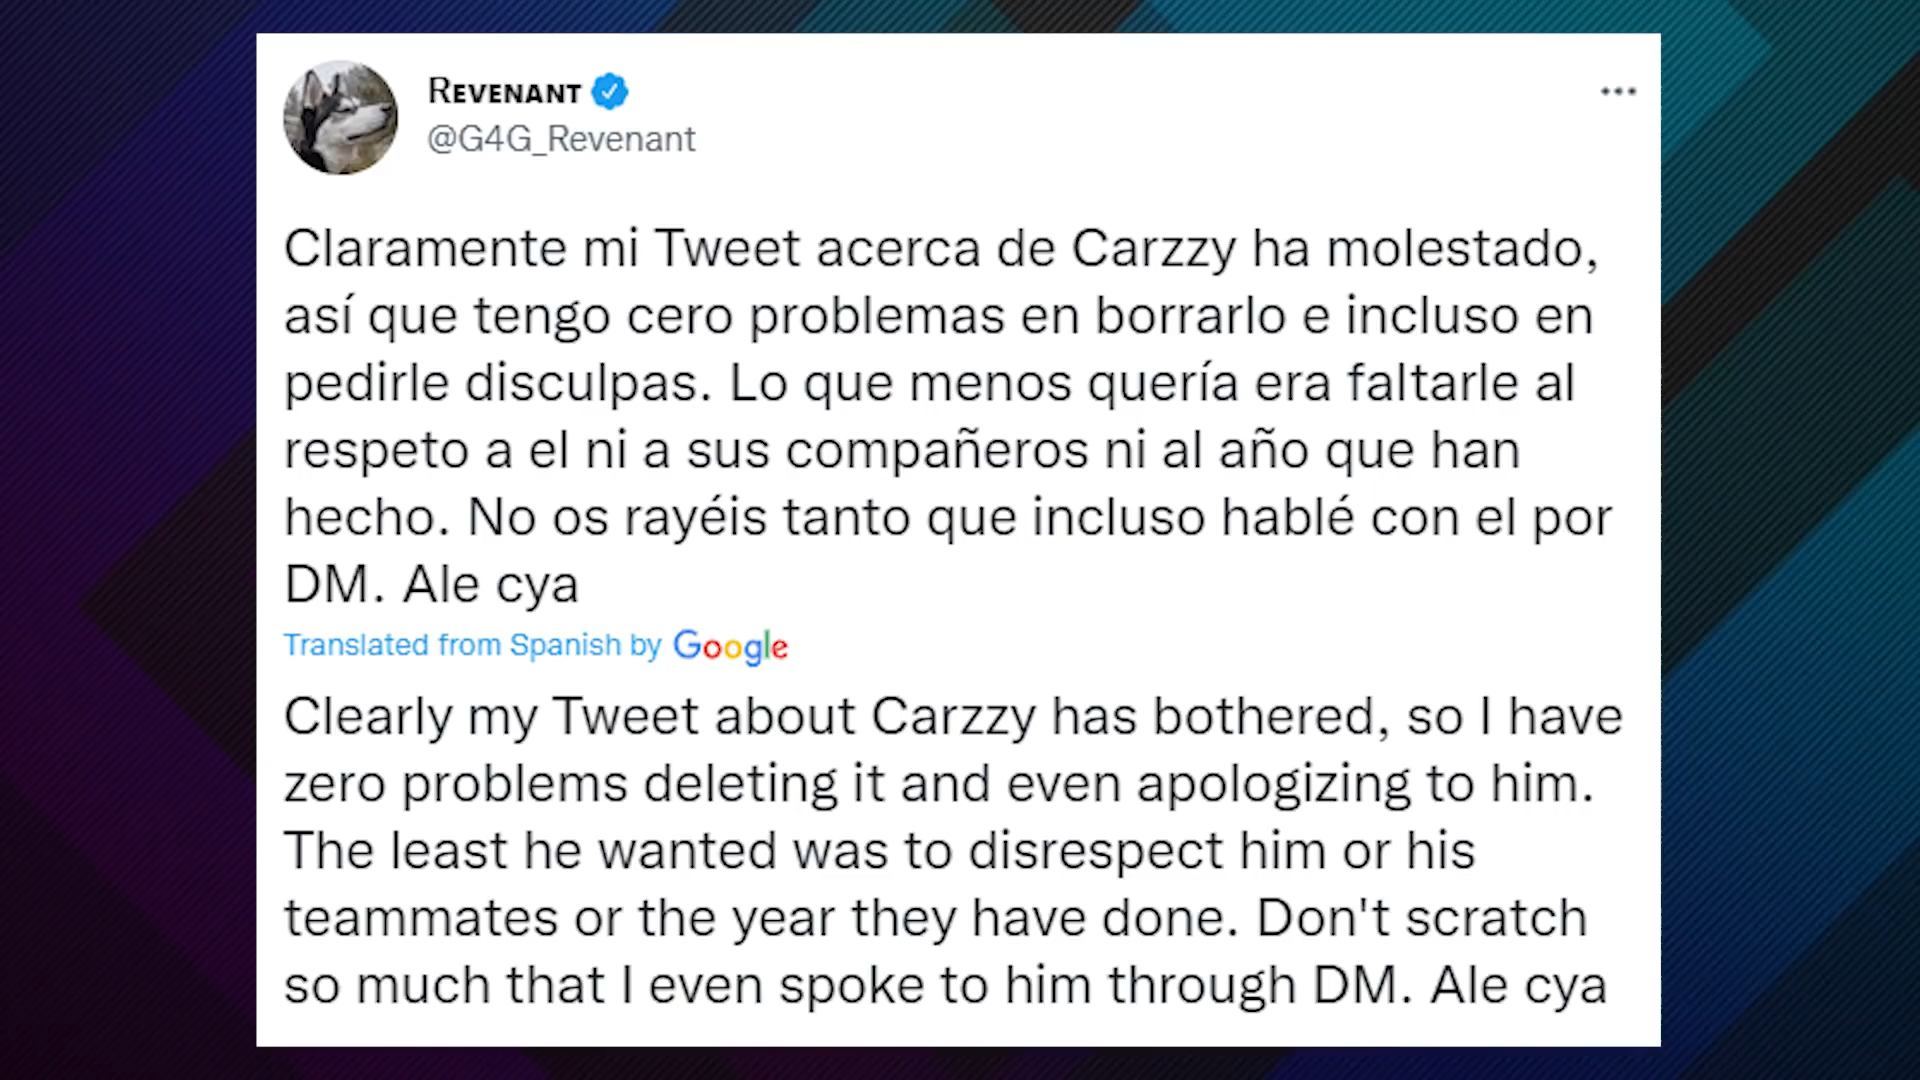 REVENANT
@G4G_Revenant
Claramente mi Tweet acerca de Carzzy ha molestado,
así que tengo cero problemas en borrarlo e incluso en
pedirle disculpas. Lo que menos quería era faltarle al
respeto a el ni a sus compañeros ni al año que han
hecho. No os rayéis tanto que incluso hablé con el por
DM. Ale cya
Translated from Spanish by Google
Clearly my Tweet about Carzzy has bothered, so I have
zero problems deleting it and even apologizing to him.
The least he wanted was to disrespect him or his
teammates or the year they have done. Don't scratch
so much that I even spoke to him through DM. Ale cya